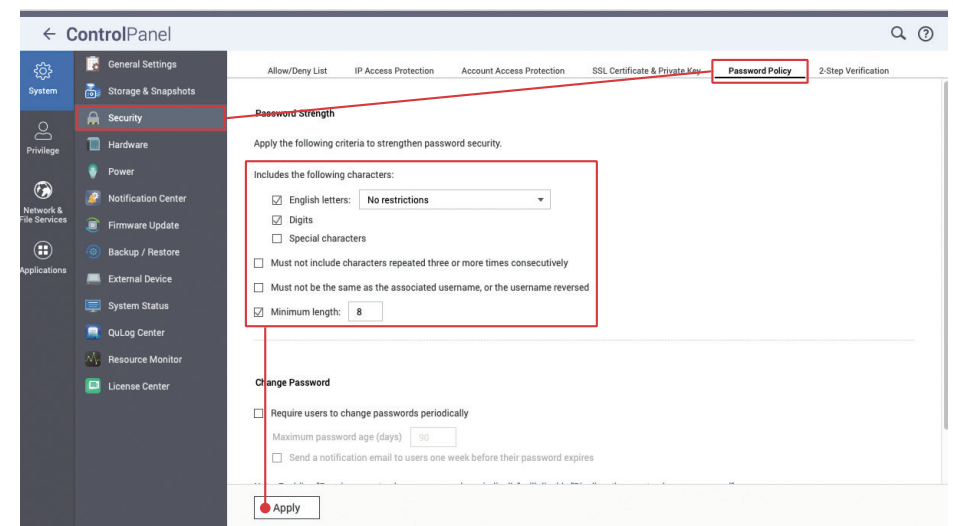 ControlPanel
System
Privilege
Network &
File Services
Applications
General Settings
Storage & Snapshots
Security
Hardware
Power
Notification Center
Firmware Update
Backup / Restore
External Device
System Status
QuLog Center
Resource Monitor
License Center
Allow/Deny List IP Access Protection Account Access Protection SSL Certificate & Private Key Password Policy 2-Step Verification
Password Strength
Apply the following criteria to strengthen password security.
Includes the following characters:
English letters: No restrictions
Digits
Special characters
Must not include characters repeated three or more times consecutively
Must not be the same as the associated username, or the username reversed
Minimum length: 8
Change Password
Require users to change passwords periodically
Maximum password age (days) 90
Send a notification email to users one week before their password expires
Apply